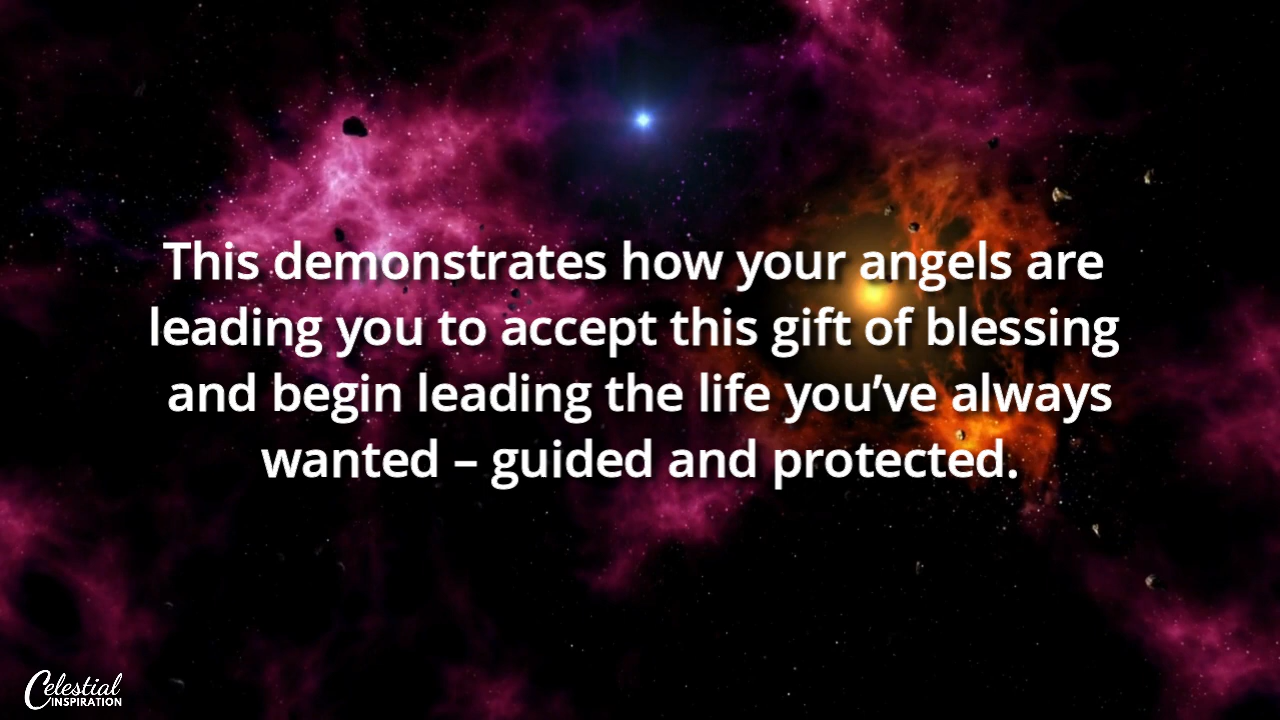 This demonstrates how your angels are
leading you to accept this gift of blessing
and begin leading the life you’ve always
wanted – guided and protected.
Celestial
INSPIRATION